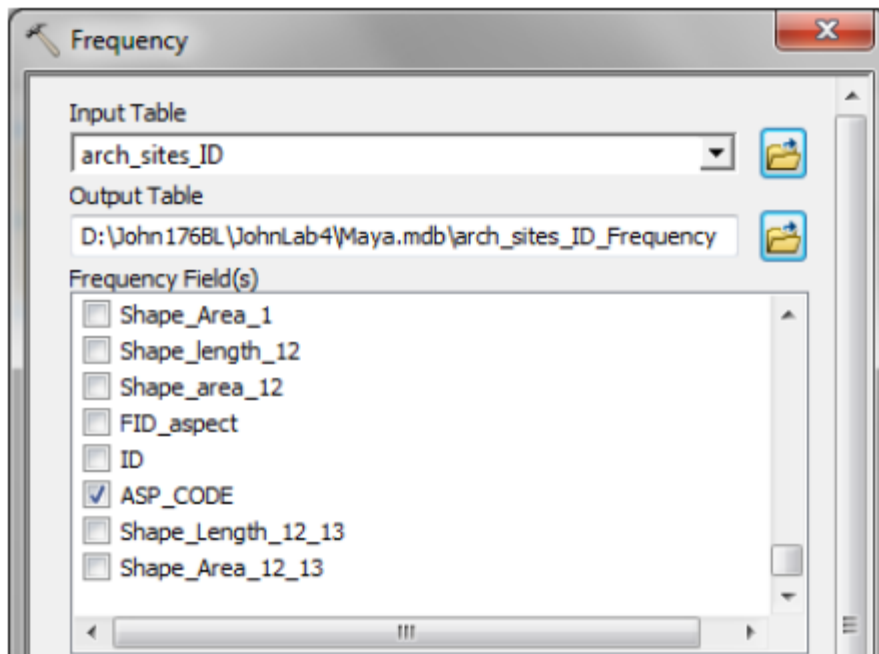 Frequency
Input Table
arch_sites_ID
Output Table
D:\John176BL\JohnLab4\Maya.mdb\arch_sites_ID_Frequency
Frequency Field(s)
Shape_Area_1
Shape_length_12
Shape_area_12
FID_aspect
ID
ASP_CODE
Shape_Length_12_13
Shape_Area_12_13